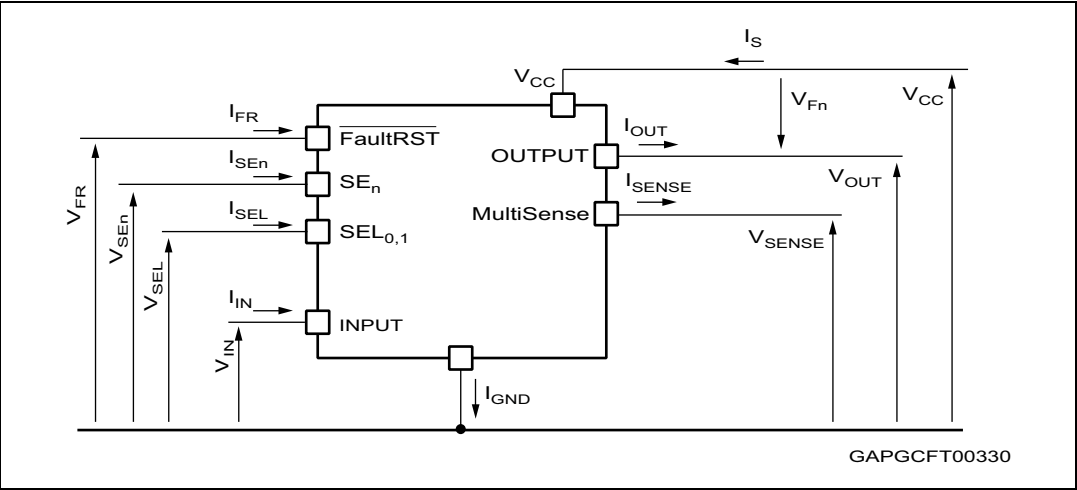 I_S
V_CC
V_Fn
V_CC
I_FR
FaultRST
I_OUT
OUTPUT
I_SEn
SE_n
V_OUT
I_SENSE
MultiSense
V_FR
V_SEn
I_SEL
SEL_0,1
V_SENSE
V_SEL
I_IN
INPUT
V_IN
I_GND
GAPGCFT00330